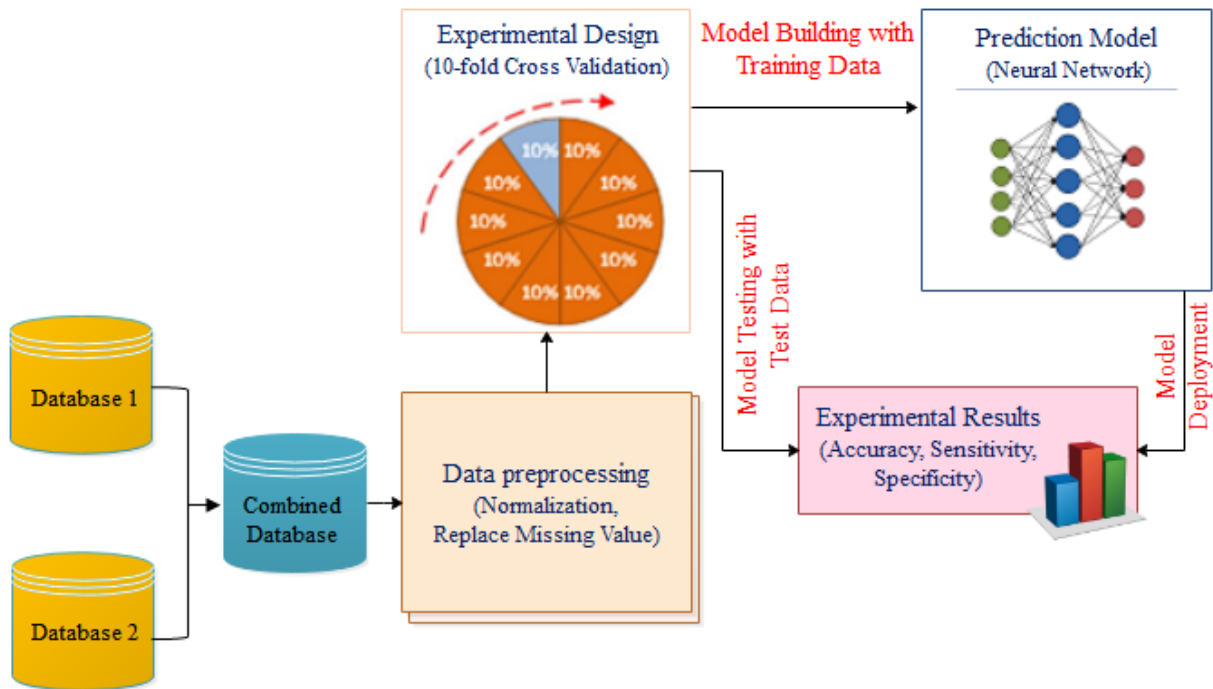 Experimental Design
(10-fold Cross Validation)
10%
10%
10%
10%
10%
10%
10%
10%
10%
10%
Model Building with
Training Data
Prediction Model
(Neural Network)
Model Testing with
Test Data
Model
Deployment
Database 1
Database 2
Combined
Database
Data preprocessing
(Normalization,
Replace Missing Value)
Experimental Results
(Accuracy, Sensitivity,
Specificity)